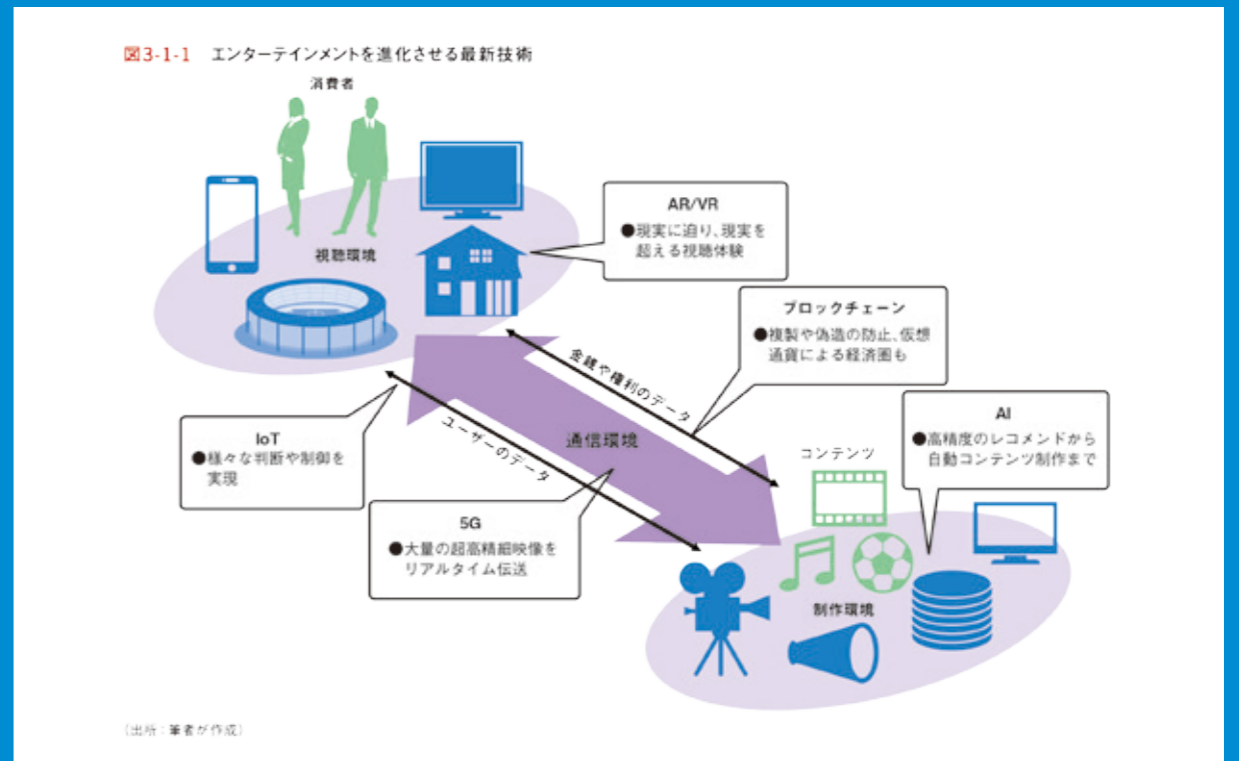 図3-1-1 エンターテインメントを進化させる最新技術
消費者
視聴環境
AR/VR
●現実に迫り、現実を
超える視聴体験
ブロックチェーン
●複製や偽造の防止、仮想
通貨による経済圏も
金銭や権利のデータ
通信環境
ユーザーのデータ
IoT
●様々な判断や制御を
実現
5G
●大量の超高精細映像を
リアルタイム伝送
AI
●高精度のレコメンドから
自動コンテンツ制作まで
コンテンツ
制作環境
(出所:筆者が作成)